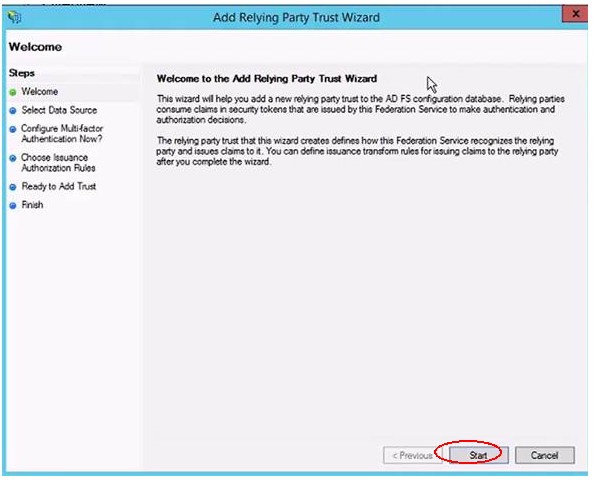 Add Relying Party Trust Wizard
x
Welcome
Steps
Welcome
Select Data Source
Configure Multi-factor
Authentication Now?
Choose Issuance
Authorization Rules
Ready to Add Trust
Finish
Welcome to the Add Relying Party Trust Wizard
This wizard will help you add a new relying party trust to the AD FS configuration database. Relying parties
consume claims in security tokens that are issued by this Federation Service to make authentication and
authorization decisions.
The relying party trust that this wizard creates defines how this Federation Service recognizes the relying
party and issues claims to it. You can define issuance transform rules for issuing claims to the relying party
after you complete the wizard.
< Previous Start Cancel